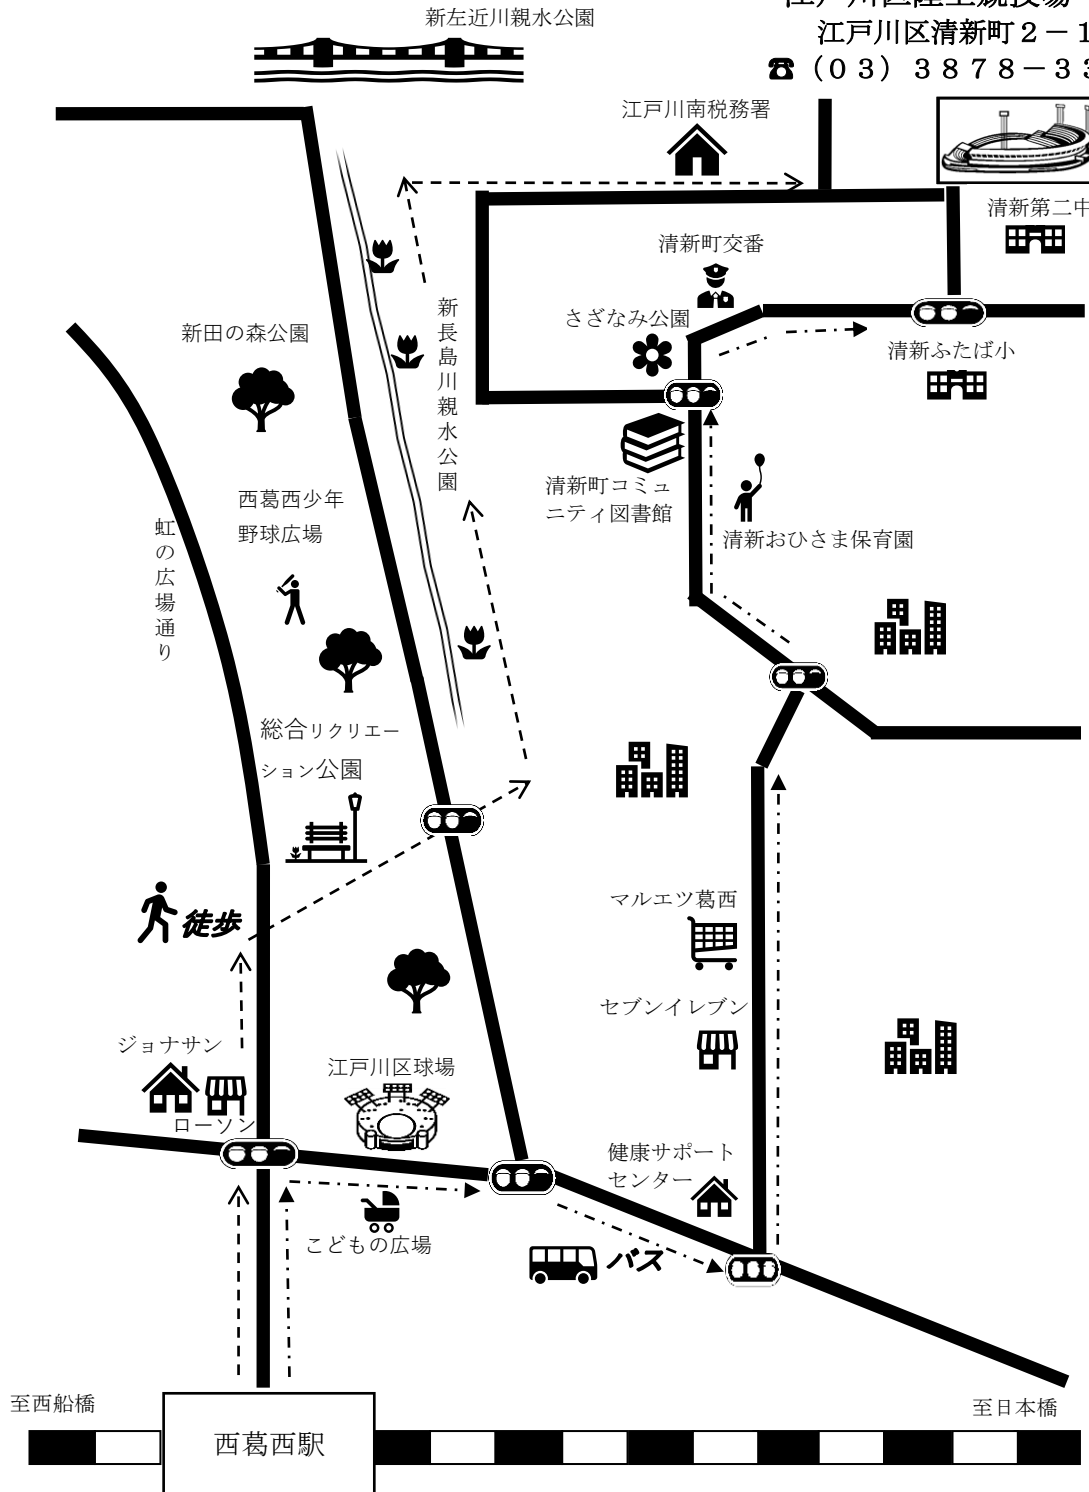 新左近川親水公園
江戸川区陸上競技場
江戸川区清新町2－1
☎（03）3878－33
江戸川南税務署
清新第二中
清新町交番
さざなみ公園
清新ふたば小
新田の森公園
新長島川親水公園
清新町コミュ
ニティ図書館
西葛西少年
野球広場
虹の広場通り
清新おひさま保育園
総合リクリエー
ション公園
徒歩
マルエツ葛西
セブンイレブン
ジョナサン
ローソン
江戸川区球場
健康サポート
センター
こどもの広場
バス
至西船橋
西葛西駅
至日本橋